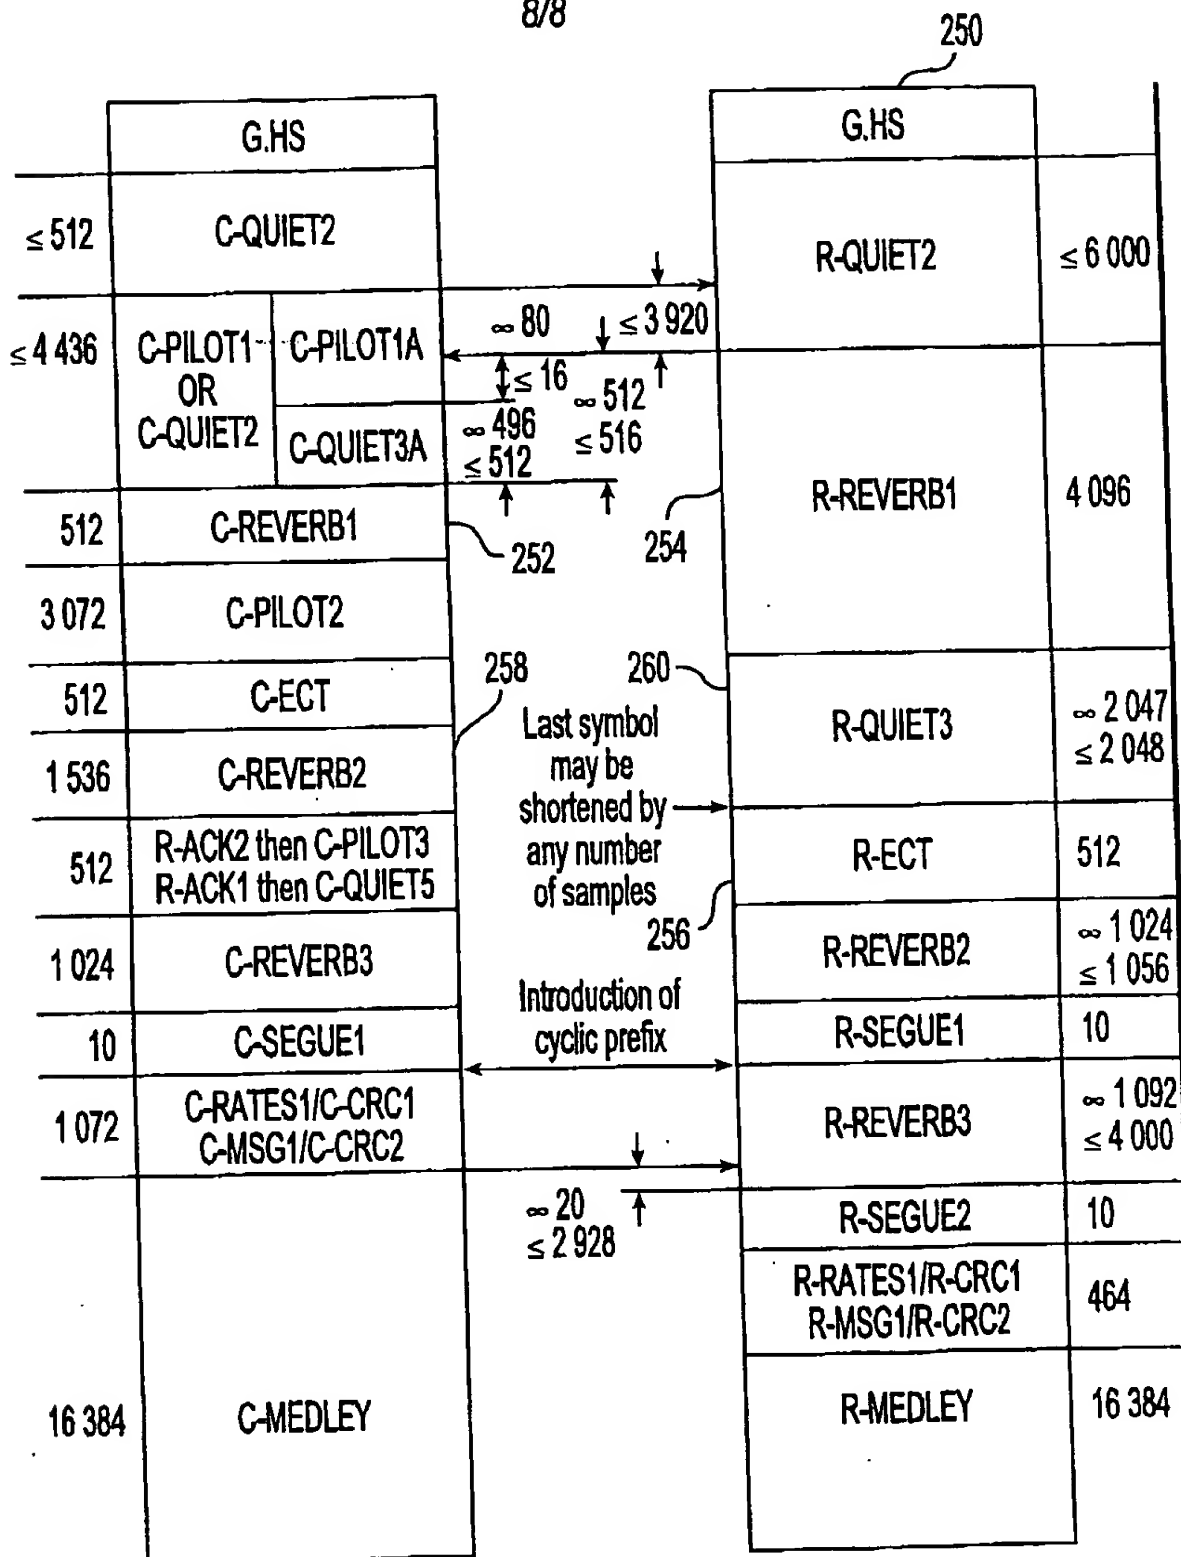 8/8
250
G.HS
G.HS
≤ 512
C-QUIET2
R-QUIET2
≤ 6 000
≤ 4 436
C-PILOT1
OR
C-QUIET2
C-PILOT1A
C-QUIET3A
∞ 80
≤ 3 920
≤ 16
∞ 512
≤ 516
∞ 496
≤ 512
R-REVERB1
4 096
512
C-REVERB1
252
254
3 072
C-PILOT2
512
C-ECT
258
260
R-QUIET3
∞ 2 047
≤ 2 048
1 536
C-REVERB2
Last symbol
may be
shortened by
any number
of samples
512
R-ACK2 then C-PILOT3
R-ACK1 then C-QUIET5
R-ECT
512
256
1 024
C-REVERB3
R-REVERB2
∞ 1 024
≤ 1 056
Introduction of
cyclic prefix
10
C-SEGUE1
R-SEGUE1
10
1 072
C-RATES1/C-CRC1
C-MSG1/C-CRC2
R-REVERB3
∞ 1 092
≤ 4 000
∞ 20
≤ 2 928
R-SEGUE2
10
R-RATES1/R-CRC1
R-MSG1/R-CRC2
464
16 384
C-MEDLEY
R-MEDLEY
16 384